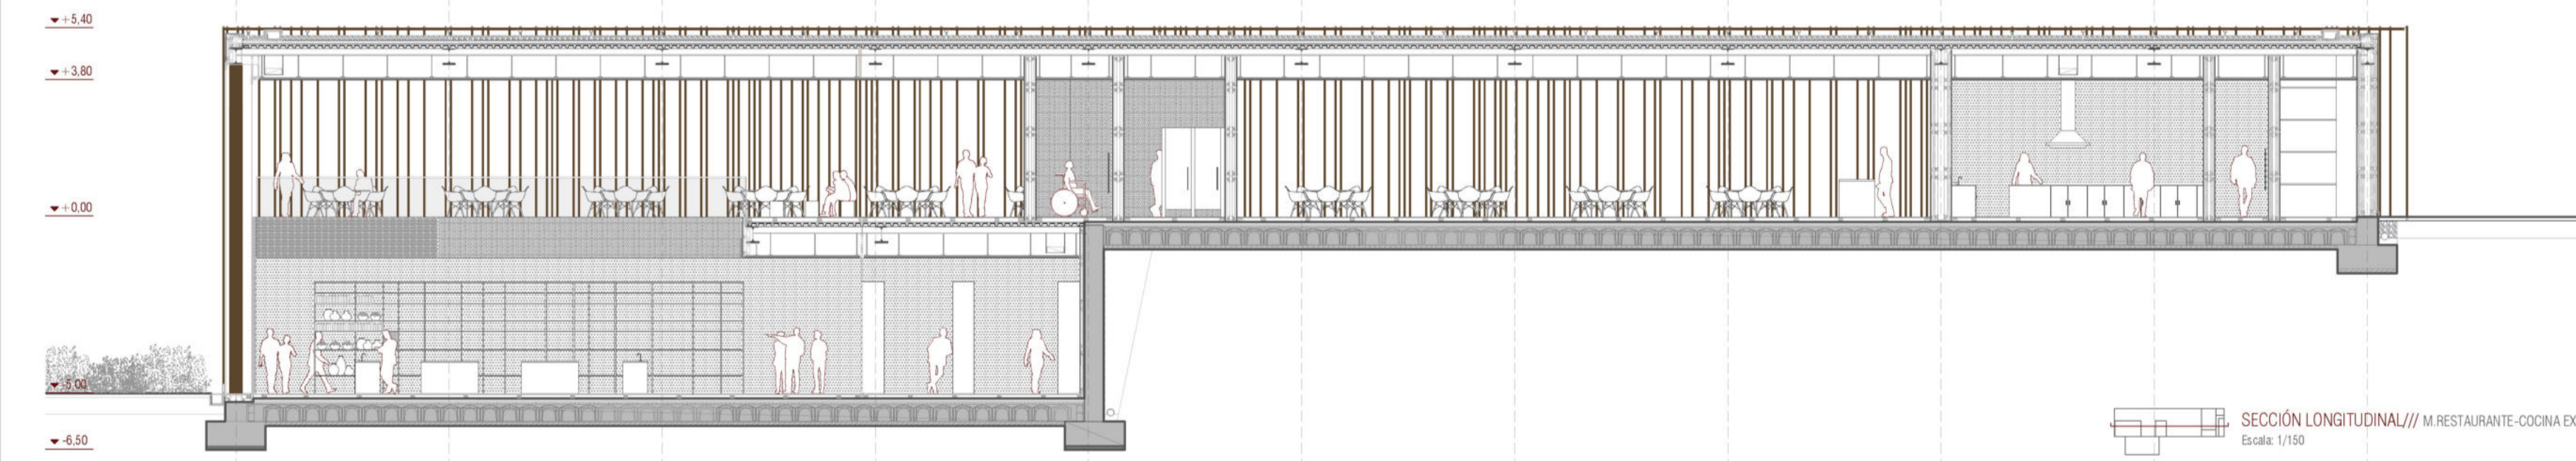 +5,40
+3,80
+0,00
-5,00
-6,50
SECCIÓN LONGITUDINAL/// M.RESTAURANTE-COCINA EX
Escala: 1/150